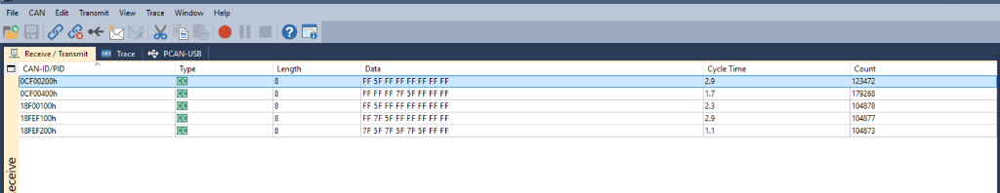 File CAN Edit Transmit View Trace Window Help
Receive / Transmit Trace PCAN-USB
CAN-ID/PID Type Length Data Cycle Time Count
0CF00200h CC 8 FF 5F FF FF FF FF FF FF 2.9 123472
0CF00400h CC 8 FF FF FF 7F 5F FF FF FF 1.7 179268
18F00100h CC 8 FF 5F FF FF FF FF FF FF 2.3 104878
18FEF100h CC 8 FF 7F 5F FF FF FF FF FF 2.9 104877
18FEF200h CC 8 7F 5F 7F 5F 7F 5F FF FF 1.1 104873
eceive